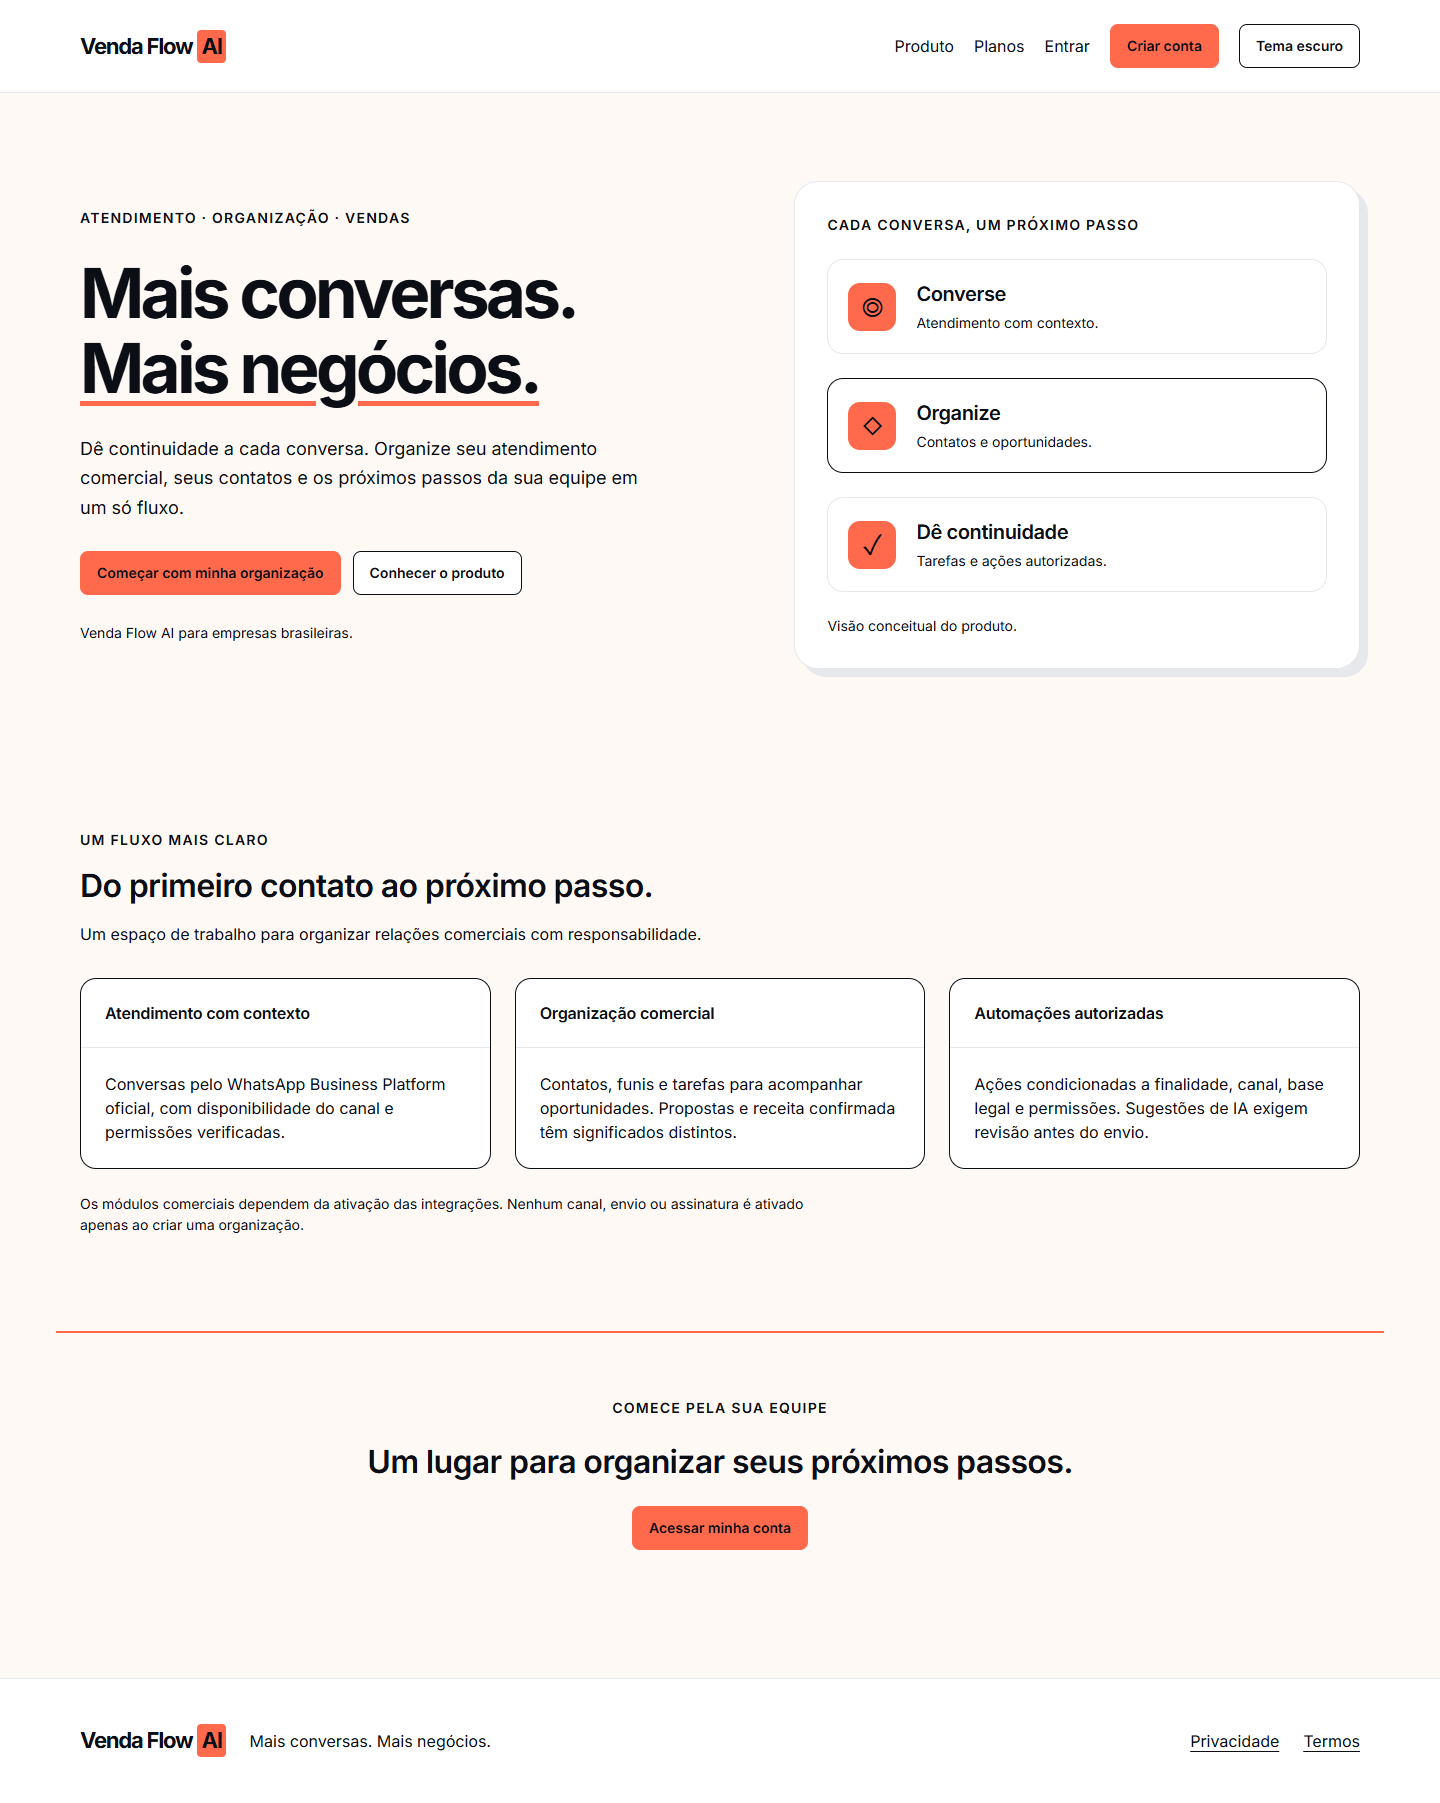 Venda Flow AI
Produto Planos Entrar Criar conta Tema escuro
ATENDIMENTO · ORGANIZAÇÃO · VENDAS
Mais conversas.
Mais negócios.
Dê continuidade a cada conversa. Organize seu atendimento
comercial, seus contatos e os próximos passos da sua equipe em
um só fluxo.
Começar com minha organização
Conhecer o produto
Venda Flow AI para empresas brasileiras.
CADA CONVERSA, UM PRÓXIMO PASSO
Converse
Atendimento com contexto.
Organize
Contatos e oportunidades.
Dê continuidade
Tarefas e ações autorizadas.
Visão conceitual do produto.
UM FLUXO MAIS CLARO
Do primeiro contato ao próximo passo.
Um espaço de trabalho para organizar relações comerciais com responsabilidade.
Atendimento com contexto
Conversas pelo WhatsApp Business Platform
oficial, com disponibilidade do canal e
permissões verificadas.
Organização comercial
Contatos, funis e tarefas para acompanhar
oportunidades. Propostas e receita confirmada
têm significados distintos.
Automações autorizadas
Ações condicionadas a finalidade, canal, base
legal e permissões. Sugestões de IA exigem
revisão antes do envio.
Os módulos comerciais dependem da ativação das integrações. Nenhum canal, envio ou assinatura é ativado
apenas ao criar uma organização.
COMECE PELA SUA EQUIPE
Um lugar para organizar seus próximos passos.
Acessar minha conta
Venda Flow AI
Mais conversas. Mais negócios.
Privacidade Termos